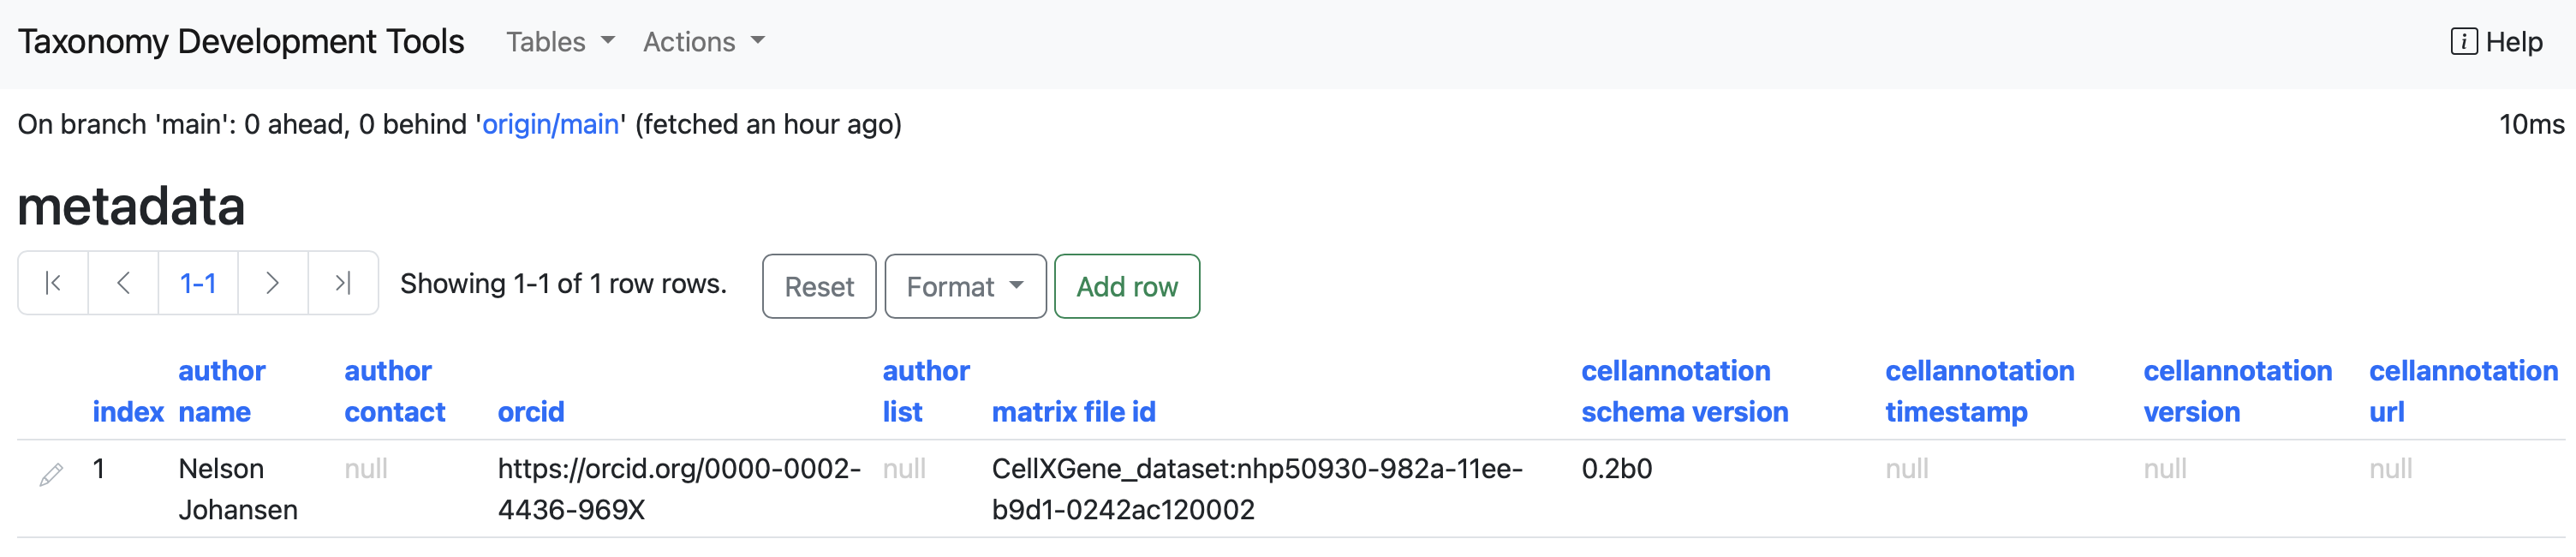 Taxonomy Development Tools Tables Actions Help
On branch 'main': 0 ahead, 0 behind 'origin/main' (fetched an hour ago) 10ms
metadata
1-1 Showing 1-1 of 1 row rows. Reset Format Add row
index author name author contact orcid author list matrix file id cellannotation schema version cellannotation timestamp cellannotation version cellannotation url
1 Nelson Johansen null https://orcid.org/0000-0002-4436-969X null CellXGene_dataset:nhp50930-982a-11ee-b9d1-0242ac120002 0.2b0 null null null